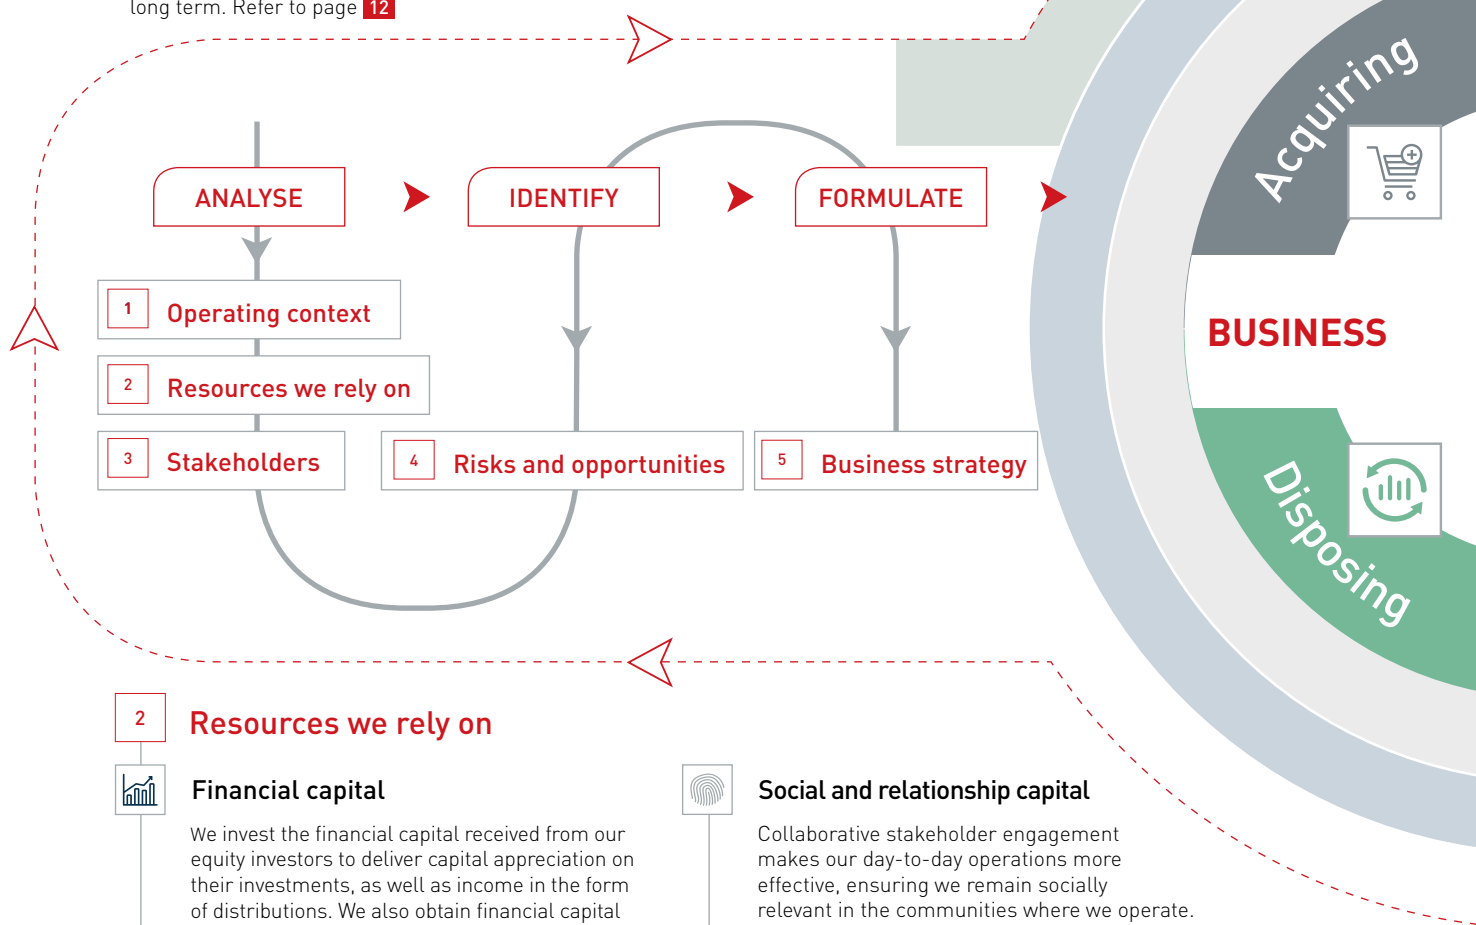 long term. Refer to page 12
ANALYSE
IDENTIFY
FORMULATE
1 Operating context
2 Resources we rely on
3 Stakeholders
4 Risks and opportunities
5 Business strategy
Acquiring
BUSINESS
Disposing
2 Resources we rely on
Financial capital
We invest the financial capital received from our
equity investors to deliver capital appreciation on
their investments, as well as income in the form
of distributions. We also obtain financial capital
Social and relationship capital
Collaborative stakeholder engagement
makes our day-to-day operations more
effective, ensuring we remain socially
relevant in the communities where we operate.